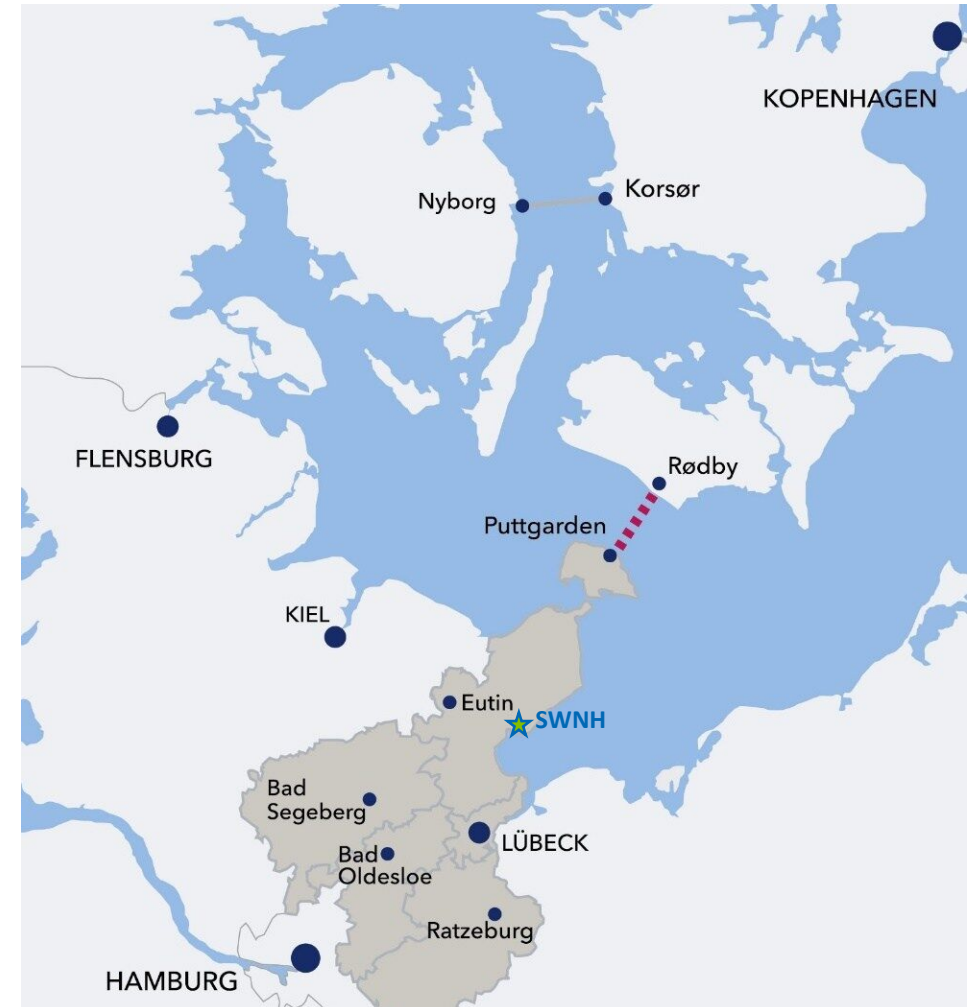 KOPENHAGEN
Nyborg
Korsør
FLENSBURG
Rødby
Puttgarden
KIEL
Eutin
SWNH
Bad
Segeberg
LÜBECK
Bad
Oldesloe
Ratzeburg
HAMBURG